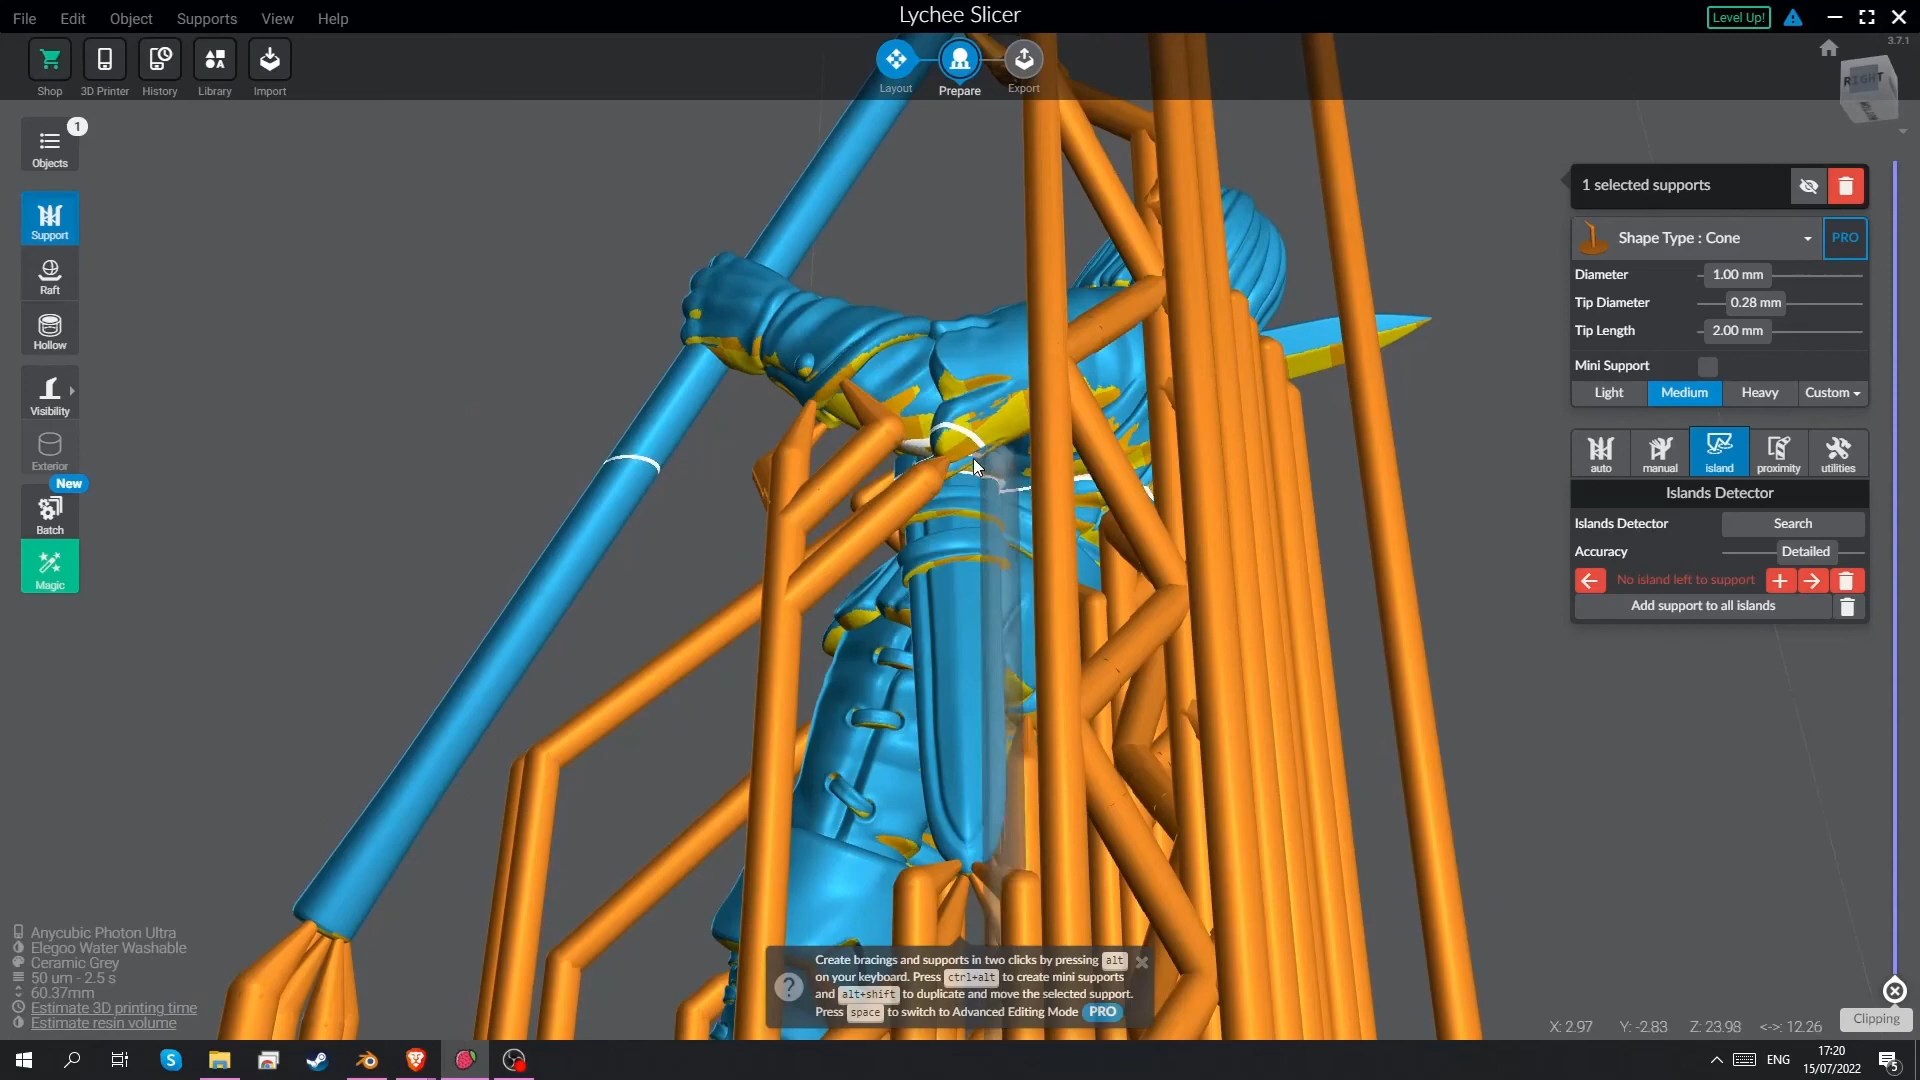 File Edit Object Supports View Help
Lychee Slicer
Level Up!
3.7.1
Shop 3D Printer History Library Import
Layout Prepare Export
RIGHT
1
Objects
Support
Raft
Hollow
Visibility
Exterior
New
Batch
Magic
1 selected supports
Shape Type : Cone PRO
Diameter 1.00 mm
Tip Diameter 0.28 mm
Tip Length 2.00 mm
Mini Support
Light Medium Heavy Custom
auto manual island proximity utilities
Islands Detector
Islands Detector Search
Accuracy Detailed
No island left to support
Add support to all islands
Anycubic Photon Ultra
Elegoo Water Washable
Ceramic Grey
50 um - 2.5 s
60.37mm
Estimate 3D printing time
Estimate resin volume
Create bracings and supports in two clicks by pressing alt
on your keyboard. Press ctrl+alt to create mini supports
and alt+shift to duplicate and move the selected support.
Press space to switch to Advanced Editing Mode PRO
X: 2.97 Y: -2.83 Z: 23.98 <->: 12.26
Clipping
ENG
17:20
15/07/2022
5